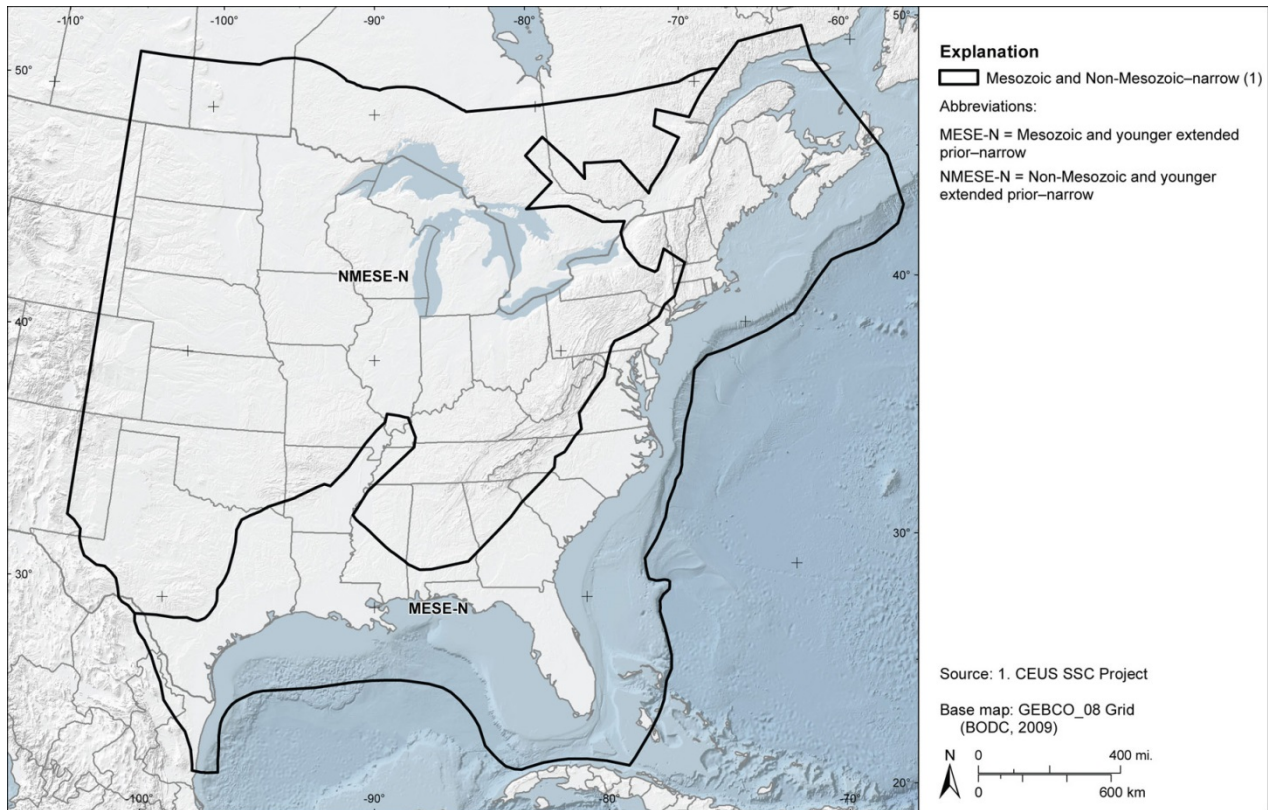 -110° -100° -90° -80° -70° 50° -60°
50°
40°
40°
30°
30°
20°
-100° -90° -80° -70°
NMESE-N
MESE-N
Explanation
Mesozoic and Non-Mesozoic–narrow (1)
Abbreviations:
MESE-N = Mesozoic and younger extended
prior–narrow
NMESE-N = Non-Mesozoic and younger
extended prior–narrow
Source: 1. CEUS SSC Project
Base map: GEBCO_08 Grid
(BODC, 2009)
N
0 400 mi.
0 600 km